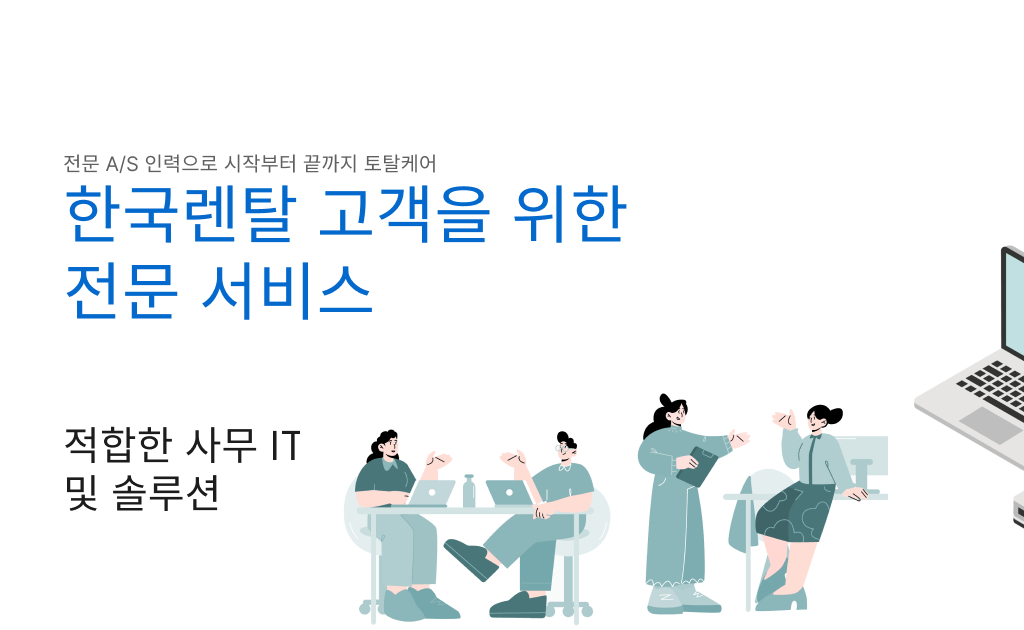 전문 A/S 인력으로 시작부터 끝까지 토탈케어
한국렌탈 고객을 위한
전문 서비스
적합한 사무 IT
및 솔루션